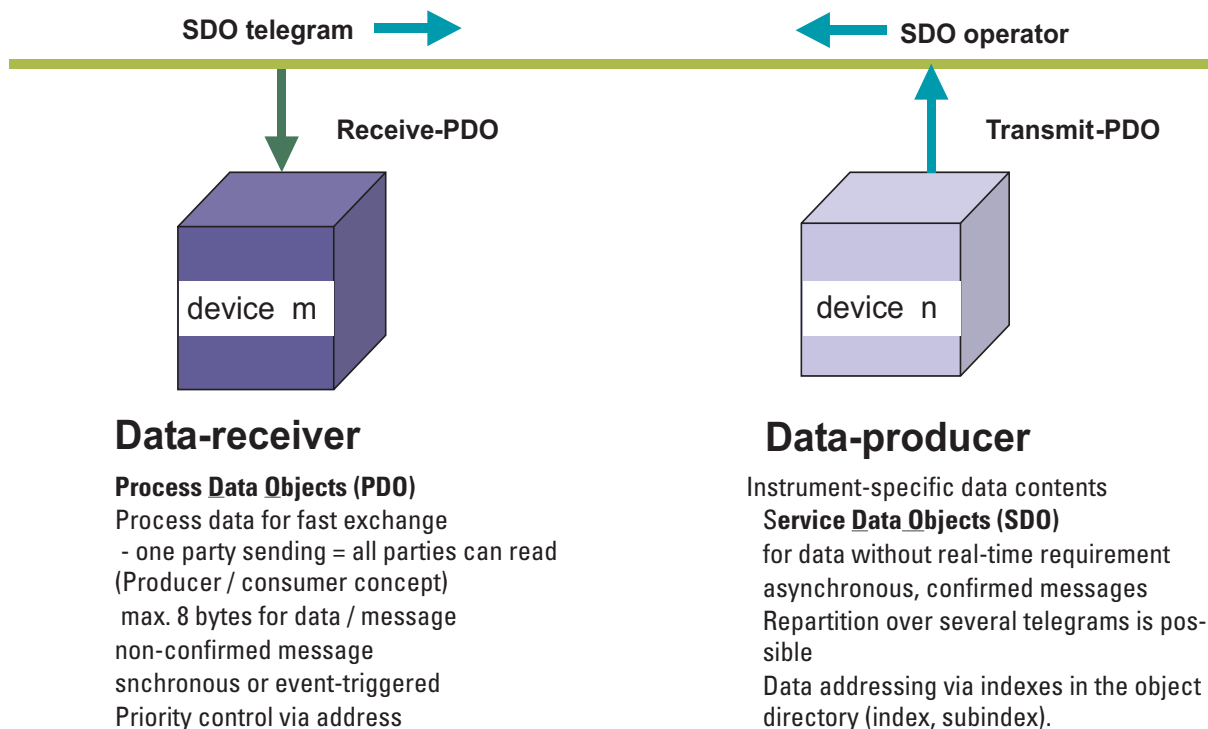 SDO telegram
SDO operator
Receive-PDO
Transmit-PDO
device m
device n
Data-receiver
Process Data Objects (PDO)
Process data for fast exchange
- one party sending = all parties can read
(Producer / consumer concept)
max. 8 bytes for data / message
non-confirmed message
snchronous or event-triggered
Priority control via address
Data-producer
Instrument-specific data contents
Service Data Objects (SDO)
for data without real-time requirement
asynchronous, confirmed messages
Repartition over several telegrams is pos-
sible
Data addressing via indexes in the object
directory (index, subindex).